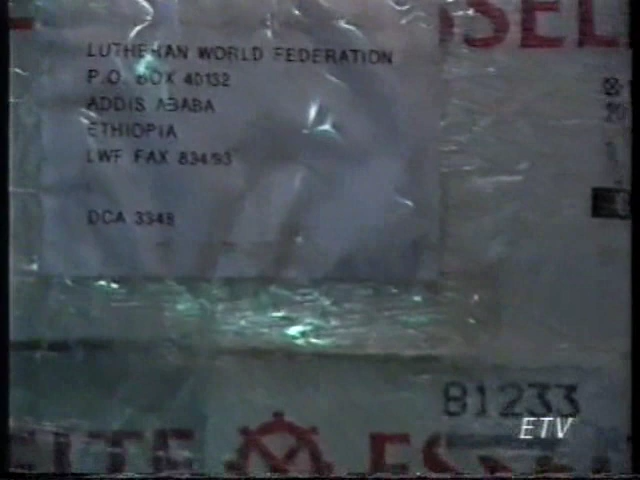 LUTHERAN WORLD FEDERATION
P.O. BOX 40132
ADDIS ABABA
ETHIOPIA
LWF FAX 834/93
DCA 3348
81233
ETV